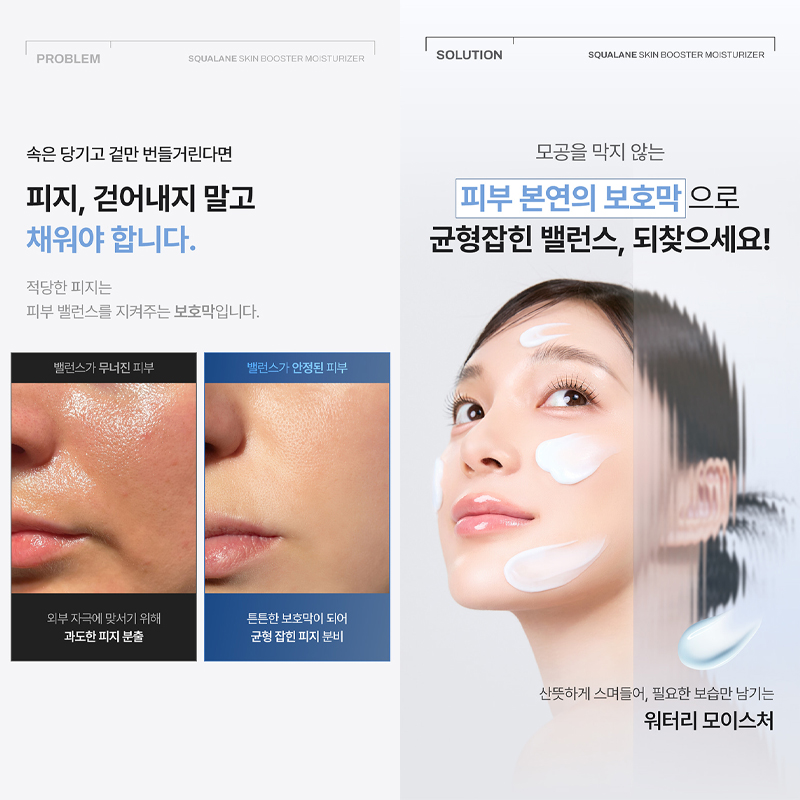 PROBLEM
SQUALANE SKIN BOOSTER MOISTURIZER
속은 당기고 겉만 번들거린다면
피지, 걷어내지 말고
채워야 합니다.
적당한 피지는
피부 밸런스를 지켜주는 보호막입니다.
밸런스가 무너진 피부
외부 자극에 맞서기 위해
과도한 피지 분출
밸런스가 안정된 피부
튼튼한 보호막이 되어
균형 잡힌 피지 분비
SOLUTION
SQUALANE SKIN BOOSTER MOISTURIZER
모공을 막지 않는
피부 본연의 보호막으로
균형잡힌 밸런스, 되찾으세요!
산뜻하게 스며들어, 필요한 보습만 남기는
워터리 모이스처